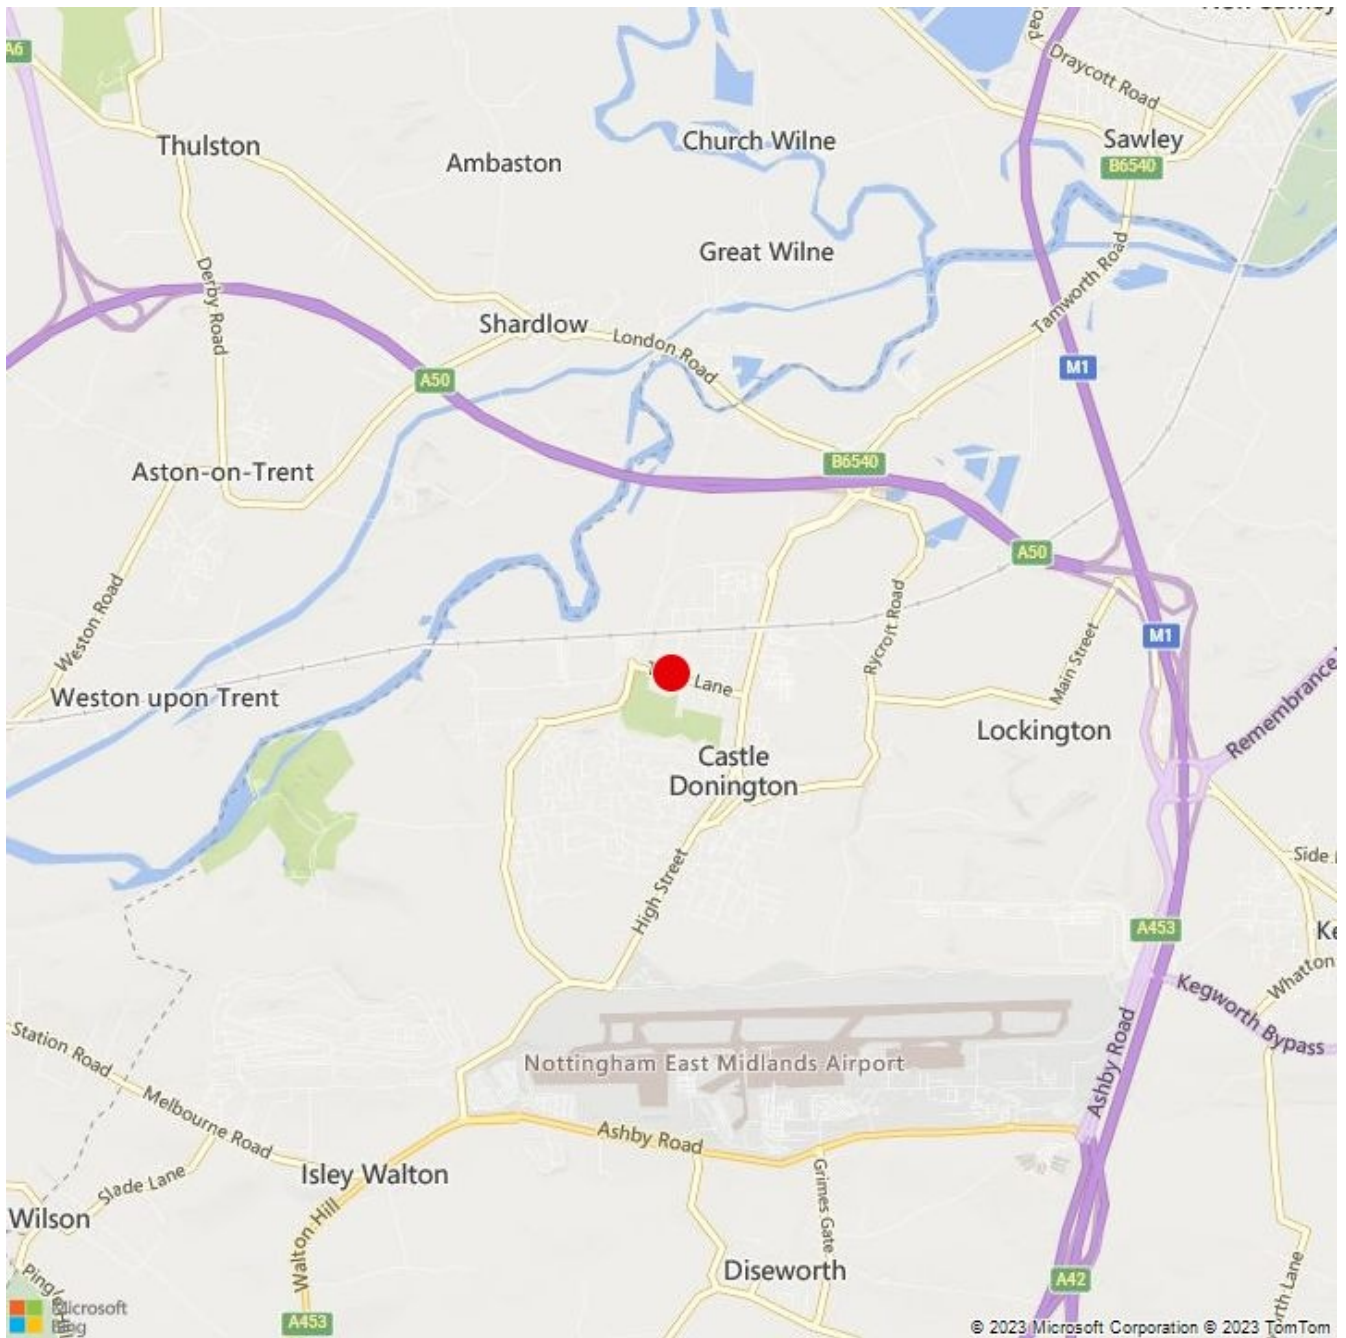 A6
Draycott Road
Thulston
Church Wilne
Sawley
Ambaston
B6540
Great Wilne
Derby Road
Tamworth Road
Shardlow
London Road
M1
A50
B6540
Aston-on-Trent
A50
Weston Road
Rycroft Road
Main Street
M1
Lane
Weston upon Trent
Remembrance
Lockington
Castle
Donington
High Street
Side
A453
Ke
Whatton
Kegworth Bypass
Station Road
Nottingham East Midlands Airport
Ashby Road
Melbourne Road
Ashby Road
Isley Walton
Slade Lane
Grimes Gate
Wilson
Walton Hill
Diseworth
A42
rth Lane
Microsoft
A453
© 2023 Microsoft Corporation © 2023 TomTom